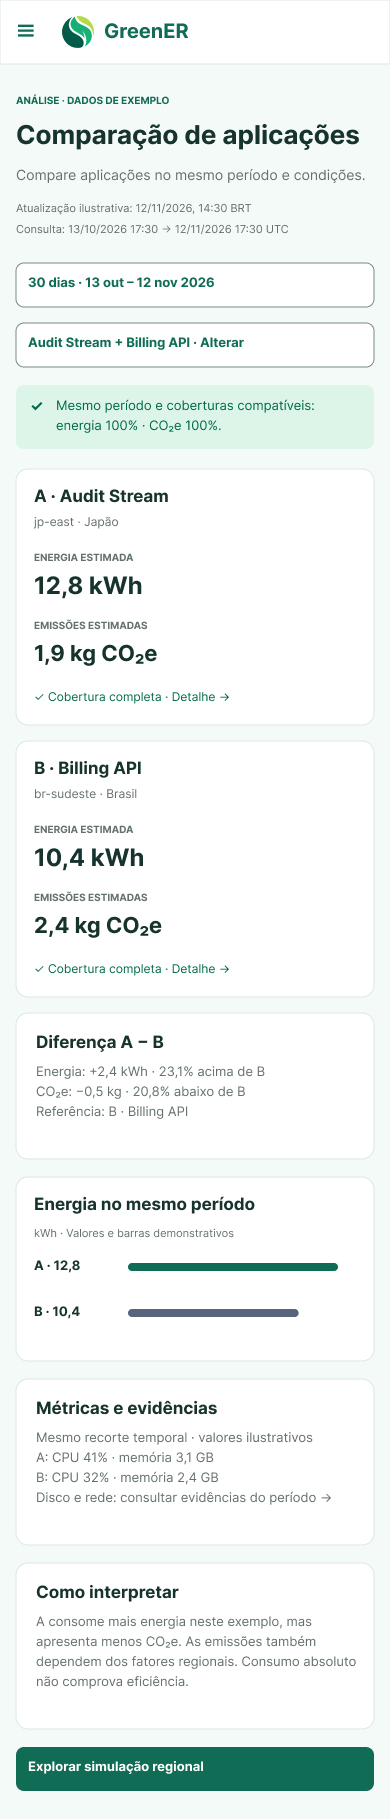 GreenER
ANÁLISE · DADOS DE EXEMPLO
Comparação de aplicações
Compare aplicações no mesmo período e condições.
Atualização ilustrativa: 12/11/2026, 14:30 BRT
Consulta: 13/10/2026 17:30 → 12/11/2026 17:30 UTC
30 dias · 13 out – 12 nov 2026
Audit Stream + Billing API · Alterar
✓ Mesmo período e coberturas compatíveis:
energia 100% · CO₂e 100%.
A · Audit Stream
jp-east · Japão
ENERGIA ESTIMADA
12,8 kWh
EMISSÕES ESTIMADAS
1,9 kg CO₂e
✓ Cobertura completa · Detalhe →
B · Billing API
br-sudeste · Brasil
ENERGIA ESTIMADA
10,4 kWh
EMISSÕES ESTIMADAS
2,4 kg CO₂e
✓ Cobertura completa · Detalhe →
Diferença A − B
Energia: +2,4 kWh · 23,1% acima de B
CO₂e: −0,5 kg · 20,8% abaixo de B
Referência: B · Billing API
Energia no mesmo período
kWh · Valores e barras demonstrativos
A · 12,8
B · 10,4
Métricas e evidências
Mesmo recorte temporal · valores ilustrativos
A: CPU 41% · memória 3,1 GB
B: CPU 32% · memória 2,4 GB
Disco e rede: consultar evidências do período →
Como interpretar
A consome mais energia neste exemplo, mas
apresenta menos CO₂e. As emissões também
dependem dos fatores regionais. Consumo absoluto
não comprova eficiência.
Explorar simulação regional